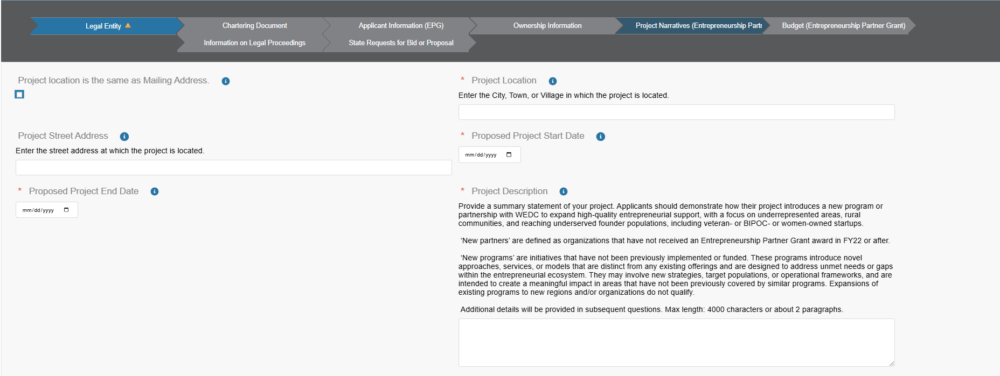 Legal Entity
Chartering Document
Applicant Information (EPG)
Ownership Information
Project Narratives (Entrepreneurship Partn
Budget (Entrepreneurship Partner Grant)
Information on Legal Proceedings
State Requests for Bid or Proposal
Project location is the same as Mailing Address.
* Project Location
Enter the City, Town, or Village in which the project is located.
Project Street Address
Enter the street address at which the project is located.
* Proposed Project Start Date
mm/dd/yyyy
* Proposed Project End Date
mm/dd/yyyy
* Project Description
Provide a summary statement of your project. Applicants should demonstrate how their project introduces a new program or
partnership with WEDC to expand high-quality entrepreneurial support, with a focus on underrepresented areas, rural
communities, and reaching underserved founder populations, including veteran- or BIPOC- or women-owned startups.
‘New partners’ are defined as organizations that have not received an Entrepreneurship Partner Grant award in FY22 or after.
‘New programs’ are initiatives that have not been previously implemented or funded. These programs introduce novel
approaches, services, or models that are distinct from any existing offerings and are designed to address unmet needs or gaps
within the entrepreneurial ecosystem. They may involve new strategies, target populations, or operational frameworks, and are
intended to create a meaningful impact in areas that have not been previously covered by similar programs. Expansions of
existing programs to new regions and/or organizations do not qualify.
Additional details will be provided in subsequent questions. Max length: 4000 characters or about 2 paragraphs.